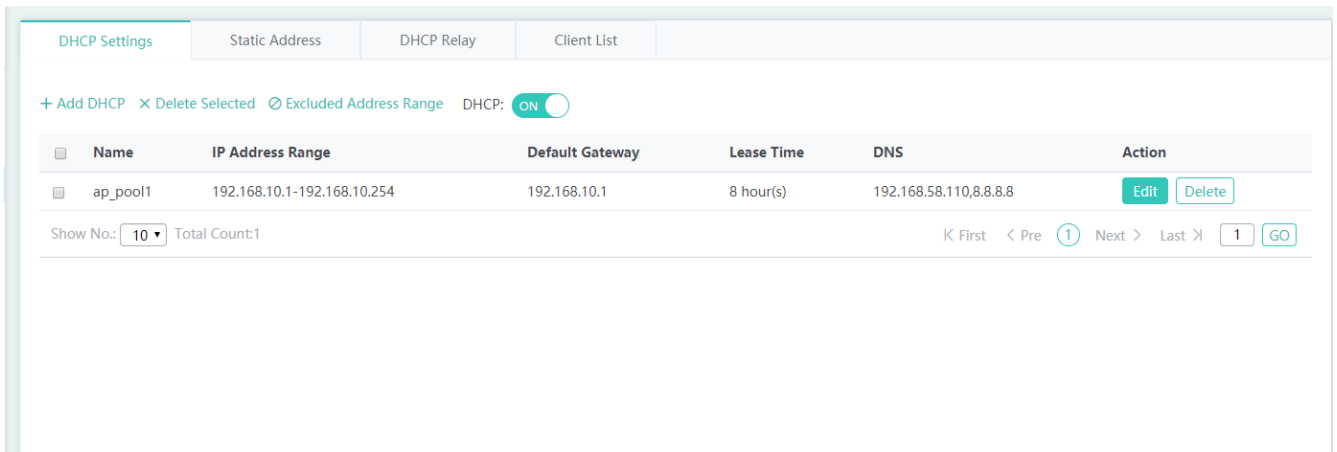 DHCP Settings Static Address DHCP Relay Client List
+ Add DHCP × Delete Selected ⊘ Excluded Address Range DHCP: ON
Name IP Address Range Default Gateway Lease Time DNS Action
ap_pool1 192.168.10.1-192.168.10.254 192.168.10.1 8 hour(s) 192.168.58.110,8.8.8.8 Edit Delete
Show No.: 10 Total Count:1 First Pre 1 Next Last 1 GO